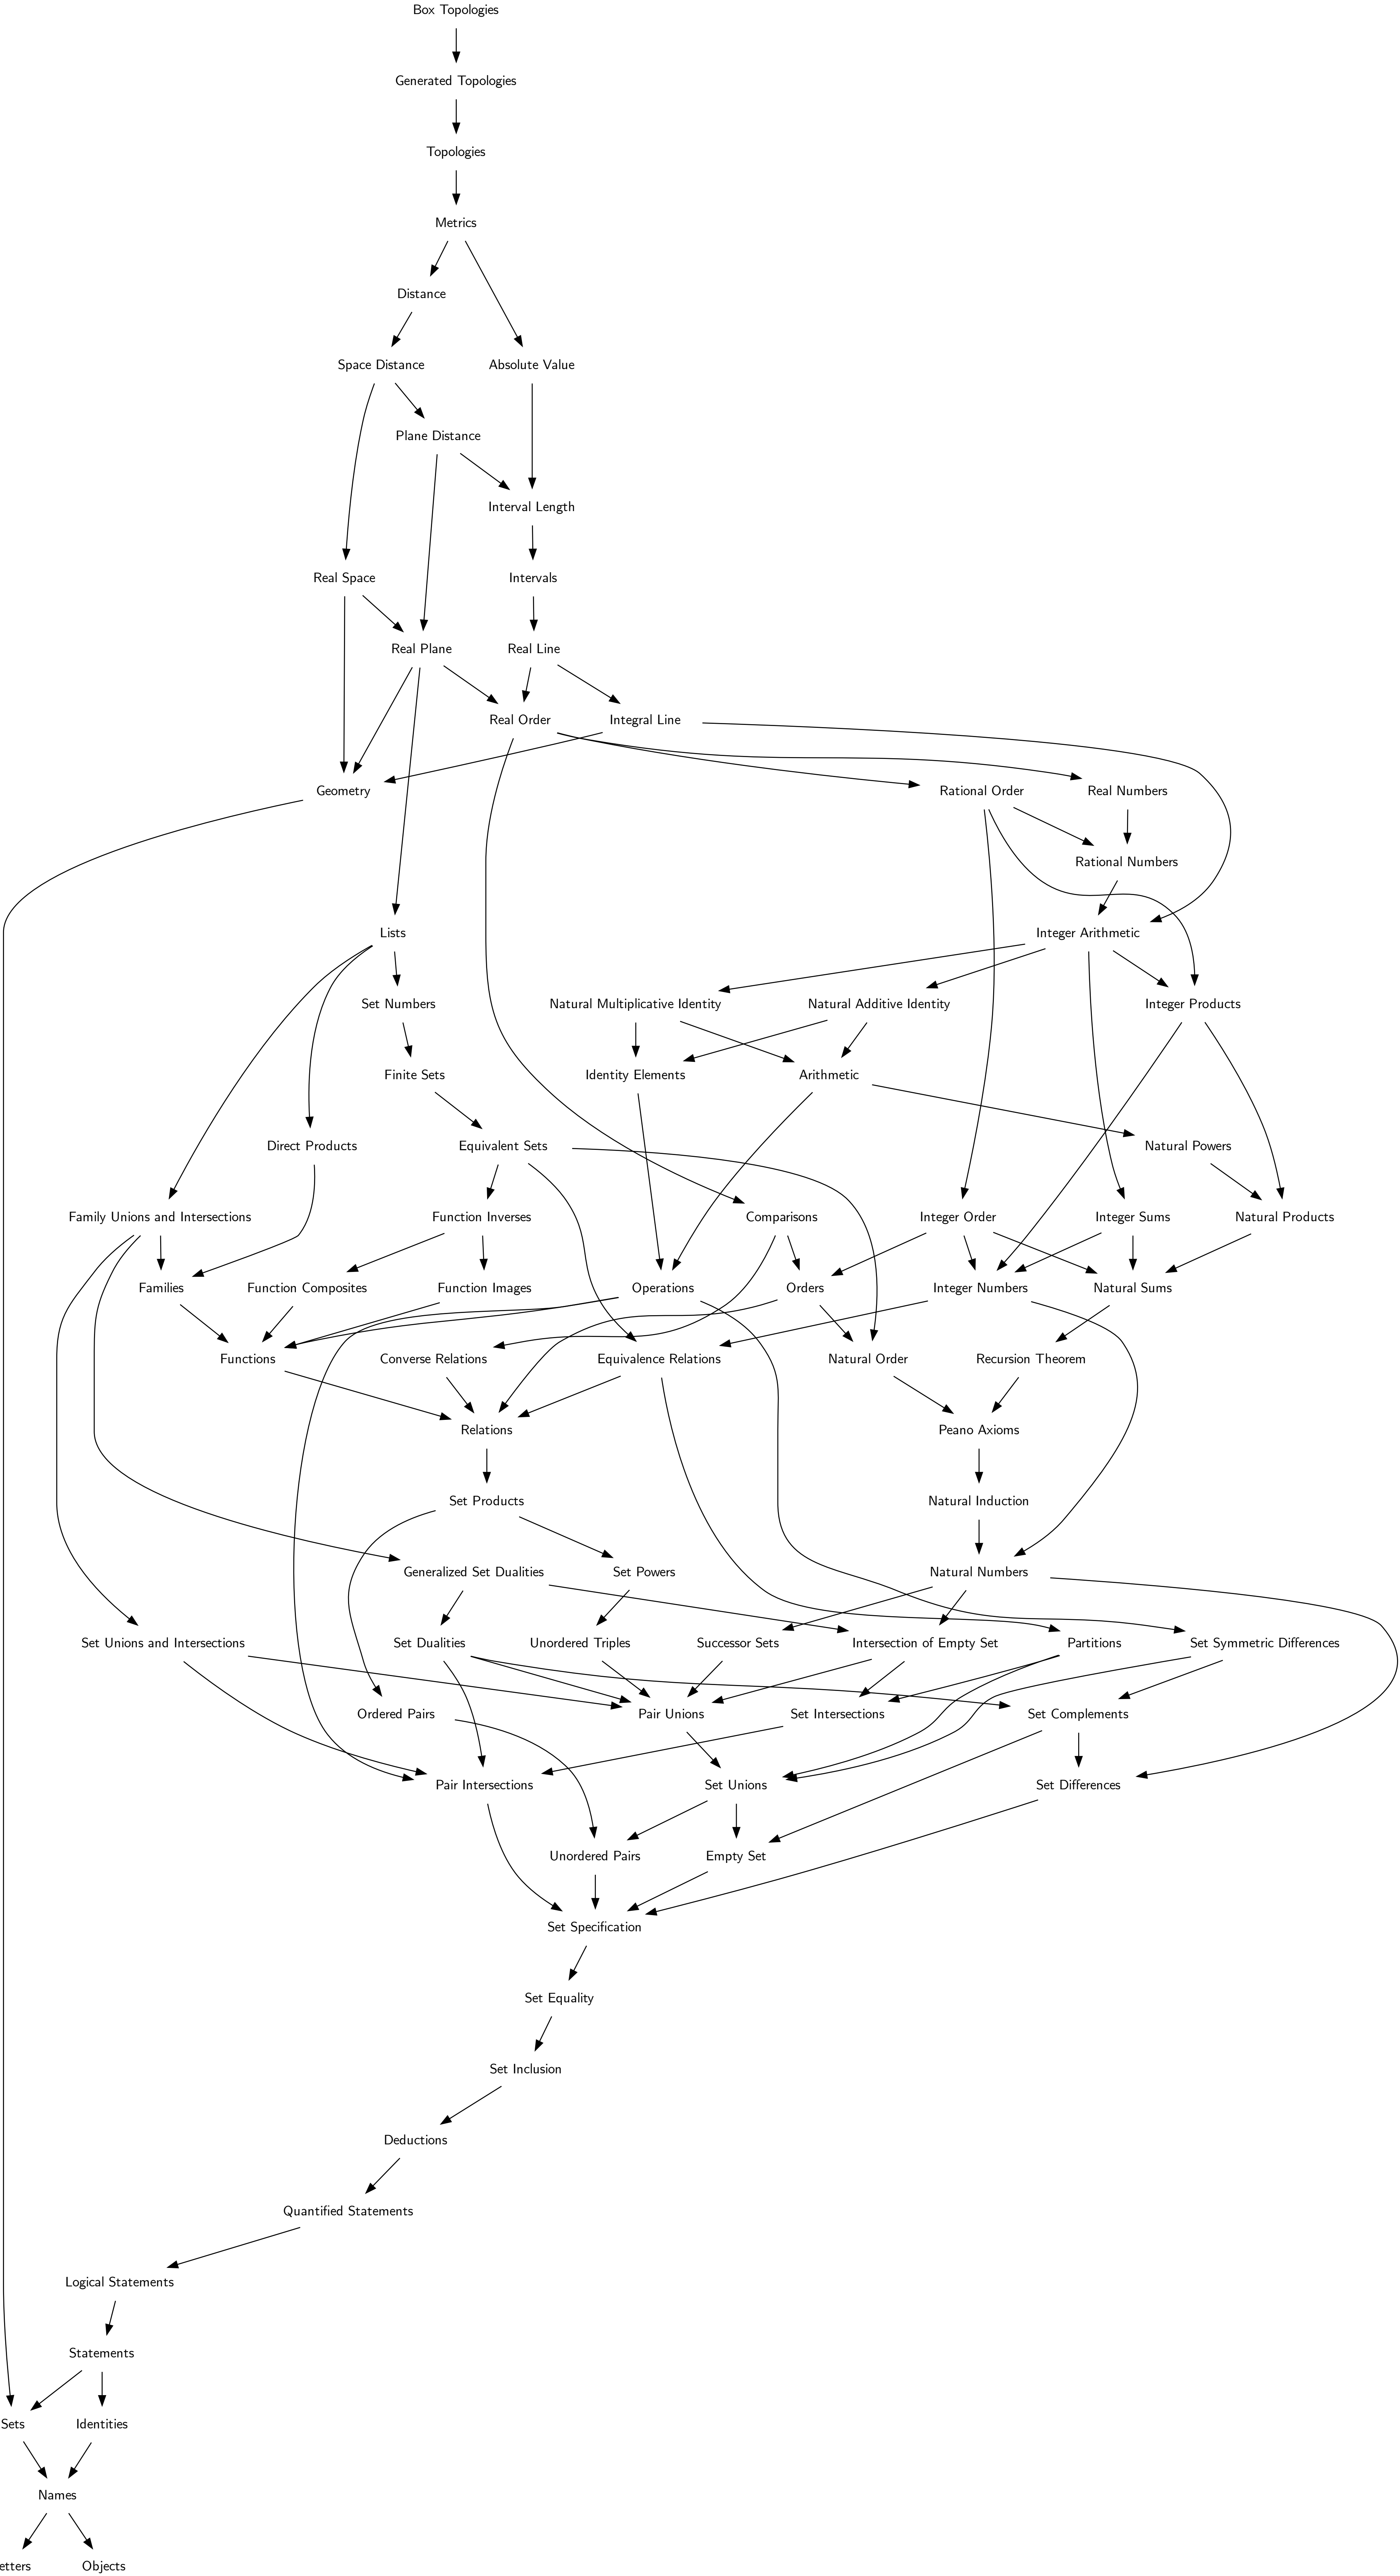 Box Topologies
Generated Topologies
Topologies
Metrics
Distance
Space Distance
Absolute Value
Plane Distance
Interval Length
Real Space
Intervals
Real Plane
Real Line
Real Order
Integral Line
Geometry
Rational Order
Real Numbers
Rational Numbers
Lists
Integer Arithmetic
Set Numbers
Natural Multiplicative Identity
Natural Additive Identity
Integer Products
Finite Sets
Identity Elements
Arithmetic
Direct Products
Equivalent Sets
Natural Powers
Family Unions and Intersections
Function Inverses
Comparisons
Integer Order
Integer Sums
Natural Products
Families
Function Composites
Function Images
Operations
Orders
Integer Numbers
Natural Sums
Functions
Converse Relations
Equivalence Relations
Natural Order
Recursion Theorem
Relations
Peano Axioms
Set Products
Natural Induction
Generalized Set Dualities
Set Powers
Natural Numbers
Set Unions and Intersections
Set Dualities
Unordered Triples
Successor Sets
Intersection of Empty Set
Partitions
Set Symmetric Differences
Ordered Pairs
Pair Unions
Set Intersections
Set Complements
Pair Intersections
Set Unions
Set Differences
Unordered Pairs
Empty Set
Set Specification
Set Equality
Set Inclusion
Deductions
Quantified Statements
Logical Statements
Statements
Sets
Identities
Names
etters
Objects